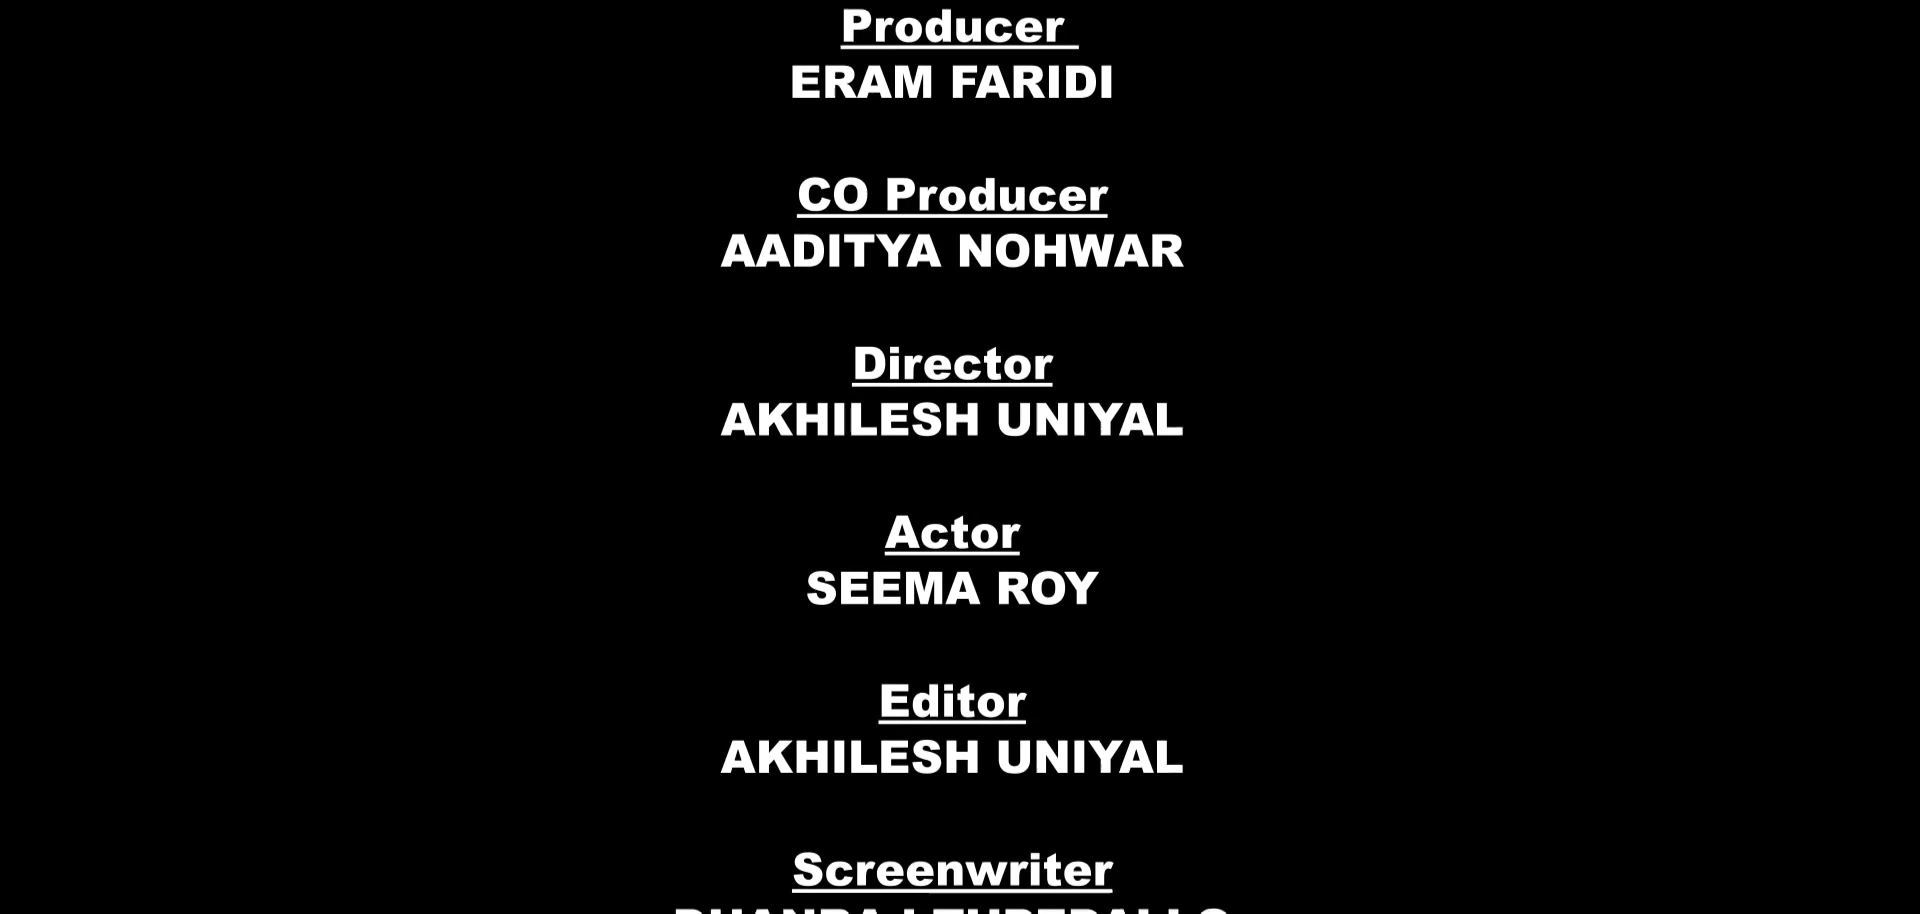 Producer
ERAM FARIDI
CO Producer
AADITYA NOHWAR
Director
AKHILESH UNIYAL
Actor
SEEMA ROY
Editor
AKHILESH UNIYAL
Screenwriter